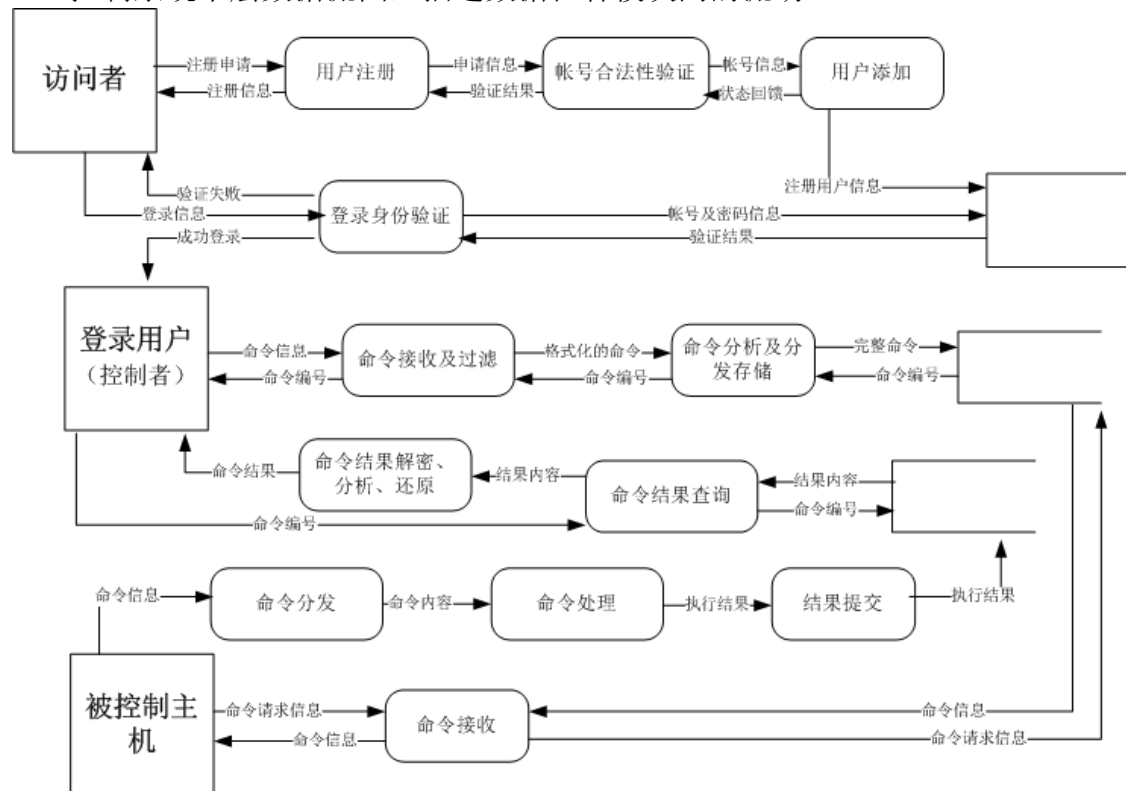 注册申请
访问者
用户注册
申请信息
帐号合法性验证
帐号信息
用户添加
注册信息
验证结果
状态回馈
验证失败
注册用户信息
登录信息
登录身份验证
帐号及密码信息
成功登录
验证结果
登录用户
（控制者）
命令信息
命令接收及过滤
格式化的命令
命令分析及分
发存储
完整命令
命令编号
命令编号
命令编号
命令结果
命令结果解密、
分析、还原
结果内容
命令结果查询
结果内容
命令编号
命令编号
命令信息
命令分发
命令内容
命令处理
执行结果
结果提交
执行结果
被控制主
机
命令请求信息
命令接收
命令信息
命令信息
命令请求信息